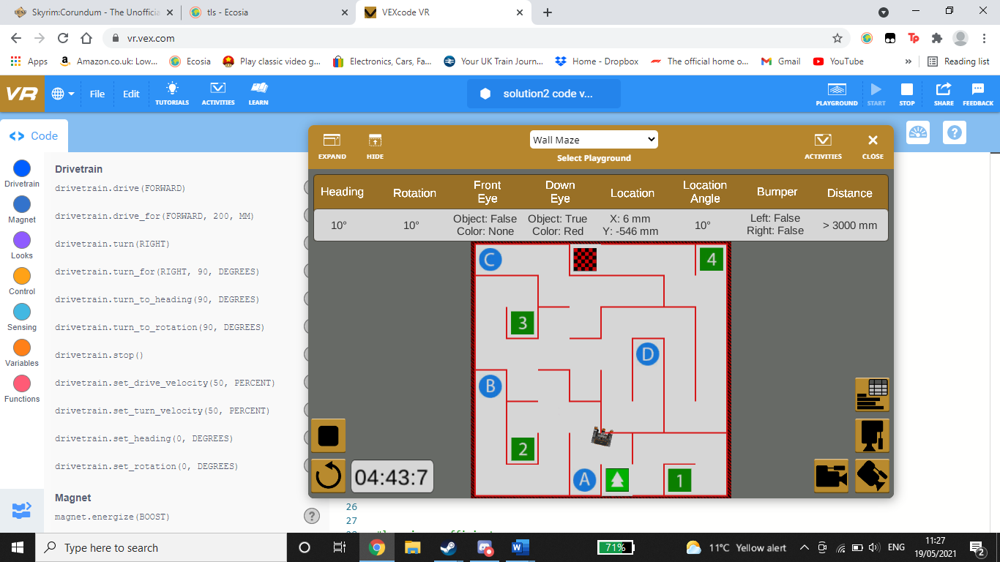 Skyrim:Corundum - The Unofficia
tls - Ecosia
VEXcode VR
vr.vex.com
Apps
Amazon.co.uk: Low...
Ecosia
Play classic video g...
Electronics, Cars, Fa...
Your UK Train Journ...
Home - Dropbox
The official home o...
Gmail
YouTube
»
Reading list
VR
File
Edit
TUTORIALS
ACTIVITIES
LEARN
solution2 code v...
PLAYGROUND
START
STOP
SHARE
FEEDBACK
<> Code
Drivetrain
Magnet
Looks
Control
Sensing
Variables
Functions
Drivetrain
drivetrain.drive(FORWARD)
drivetrain.drive_for(FORWARD, 200, MM)
drivetrain.turn(RIGHT)
drivetrain.turn_for(RIGHT, 90, DEGREES)
drivetrain.turn_to_heading(90, DEGREES)
drivetrain.turn_to_rotation(90, DEGREES)
drivetrain.stop()
drivetrain.set_drive_velocity(50, PERCENT)
drivetrain.set_turn_velocity(50, PERCENT)
drivetrain.set_heading(0, DEGREES)
drivetrain.set_rotation(0, DEGREES)
Magnet
magnet.energize(BOOST)
?
?
EXPAND
HIDE
Wall Maze
Select Playground
ACTIVITIES
CLOSE
Heading
Rotation
Front
Eye
Down
Eye
Location
Location
Angle
Bumper
Distance
10°
10°
Object: False
Color: None
Object: True
Color: Red
X: 6 mm
Y: -546 mm
10°
Left: False
Right: False
> 3000 mm
C
4
3
D
B
2
A
1
04:43:7
26
27
Type here to search
71%
11°C Yellow alert
ENG
11:27
19/05/2021
2